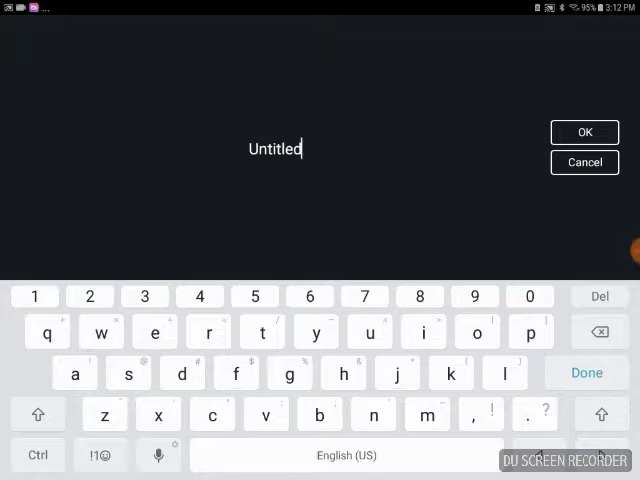 ... 95% 3:12 PM
Untitled
OK
Cancel
1 2 3 4 5 6 7 8 9 0 Del
q w e r t y u i o p
a s d f g h j k l Done
z x c v b n m , ! . ?
Ctrl !1☺ English (US)
DU SCREEN RECORDER